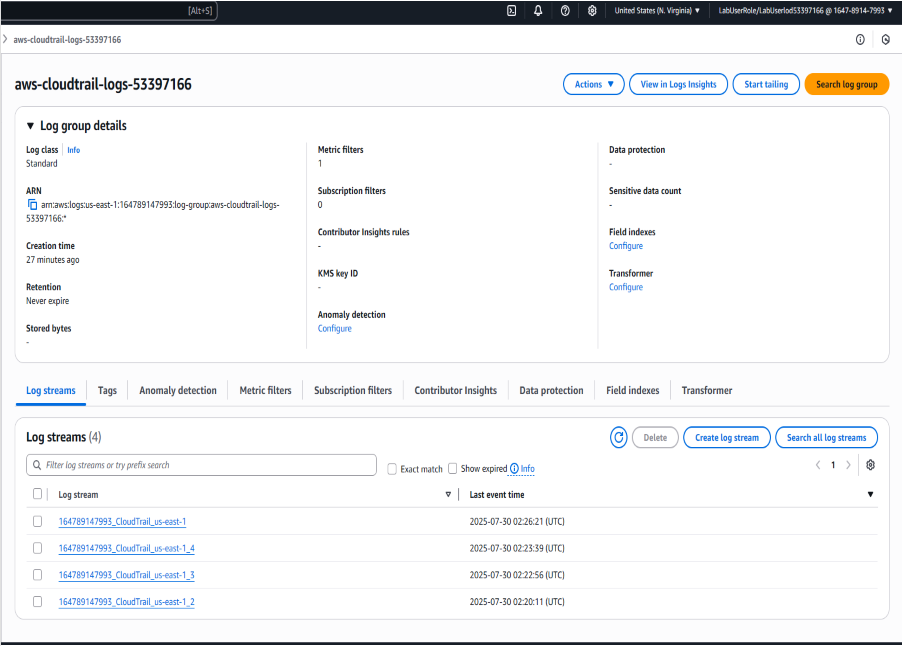 [Alt+S]
United States (N. Virginia) ▼
LabUserRole/LabUserlod53397166 @ 1647-8914-7993 ▼
aws-cloudtrail-logs-53397166
aws-cloudtrail-logs-53397166
Actions ▼
View in Logs Insights
Start tailing
Search log group
▼ Log group details
Log class
Info
Standard
ARN
arn:aws:logs:us-east-1:164789147993:log-group:aws-cloudtrail-logs-
53397166:*
Creation time
27 minutes ago
Retention
Never expire
Stored bytes
-
Metric filters
1
Subscription filters
0
Contributor Insights rules
-
KMS key ID
-
Anomaly detection
Configure
Data protection
-
Sensitive data count
-
Field indexes
Configure
Transformer
Configure
Log streams
Tags
Anomaly detection
Metric filters
Subscription filters
Contributor Insights
Data protection
Field indexes
Transformer
Log streams (4)
Delete
Create log stream
Search all log streams
Filter log streams or try prefix search
Exact match
Show expired
Info
1
Log stream
Last event time
164789147993_CloudTrail_us-east-1
2025-07-30 02:26:21 (UTC)
164789147993_CloudTrail_us-east-1_4
2025-07-30 02:23:39 (UTC)
164789147993_CloudTrail_us-east-1_3
2025-07-30 02:22:56 (UTC)
164789147993_CloudTrail_us-east-1_2
2025-07-30 02:20:11 (UTC)